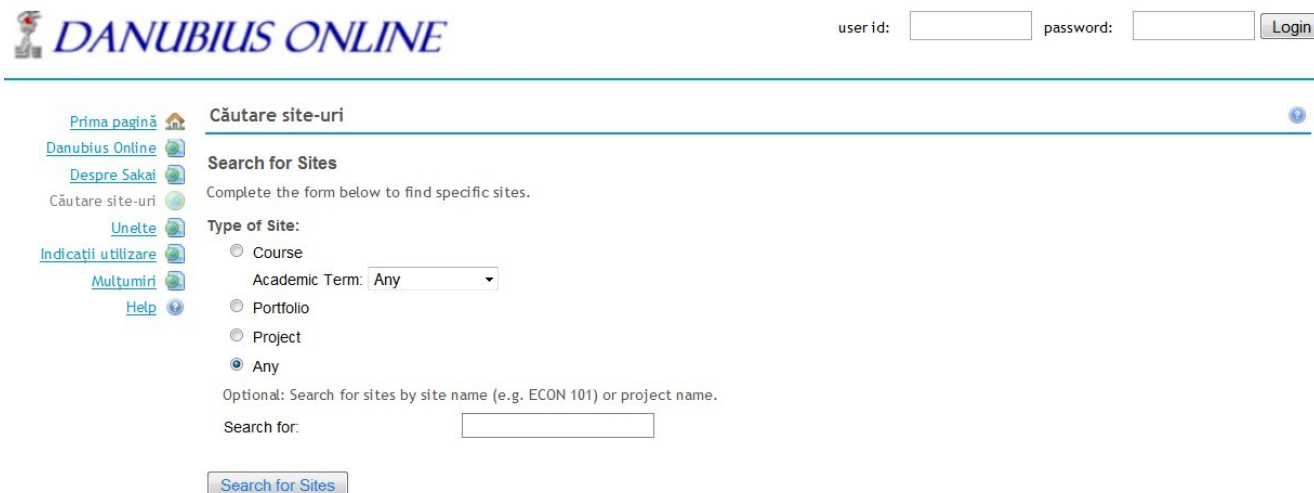 DANUBIUS ONLINE
user id:
password:
Login
Prima pagină
Danubius Online
Despre Sakai
Căutare site-uri
Unelte
Indicații utilizare
Mulțumiri
Help
Căutare site-uri
Search for Sites
Complete the form below to find specific sites.
Type of Site:
Course
Academic Term: Any
Portfolio
Project
Any
Optional: Search for sites by site name (e.g. ECON 101) or project name.
Search for:
Search for Sites